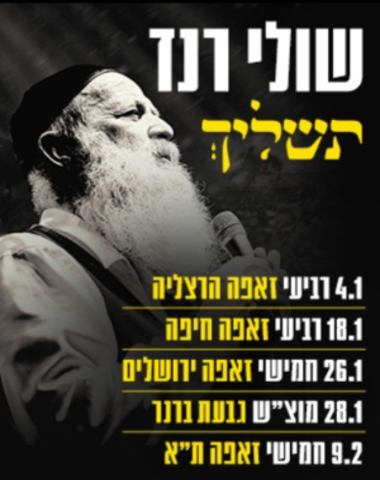 שולי רנד
תשליך
4.1 רביעי זאפה הרצליה
18.1 רביעי זאפה חיפה
26.1 חמישי זאפה ירושלים
28.1 מוצ"ש גבעת ברנר
9.2 חמישי זאפה ת"א